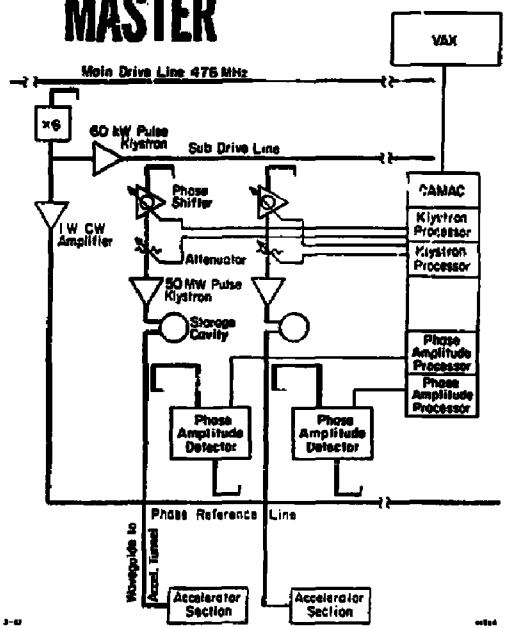 MASTER
VAX
Main Drive Line 476 MHz
x6
60 kW Pulse
Klystron
Sub Drive Line
Phase
Shifter
CAMAC
Klystron
Processor
Klystron
Processor
1W CW
Amplifier
Attenuator
50 MW Pulse
Klystron
Storage
Cavity
Phase
Amplitude
Processor
Phase
Amplitude
Processor
Phase
Amplitude
Detector
Phase
Amplitude
Detector
Phase Reference Line
Waveguide to
Accel. Tunnel
Accelerator
Section
Accelerator
Section